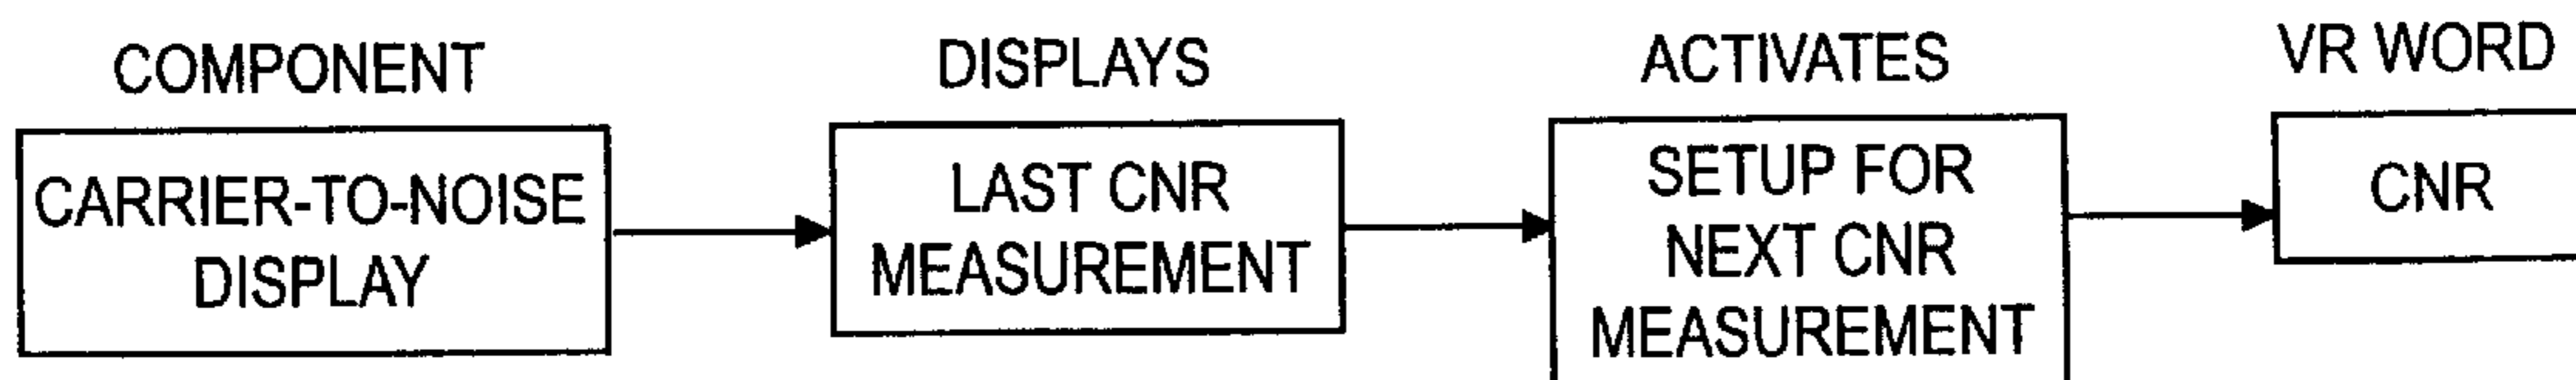 COMPONENT
CARRIER-TO-NOISE
DISPLAY
DISPLAYS
LAST CNR
MEASUREMENT
ACTIVATES
SETUP FOR
NEXT CNR
MEASUREMENT
VR WORD
CNR